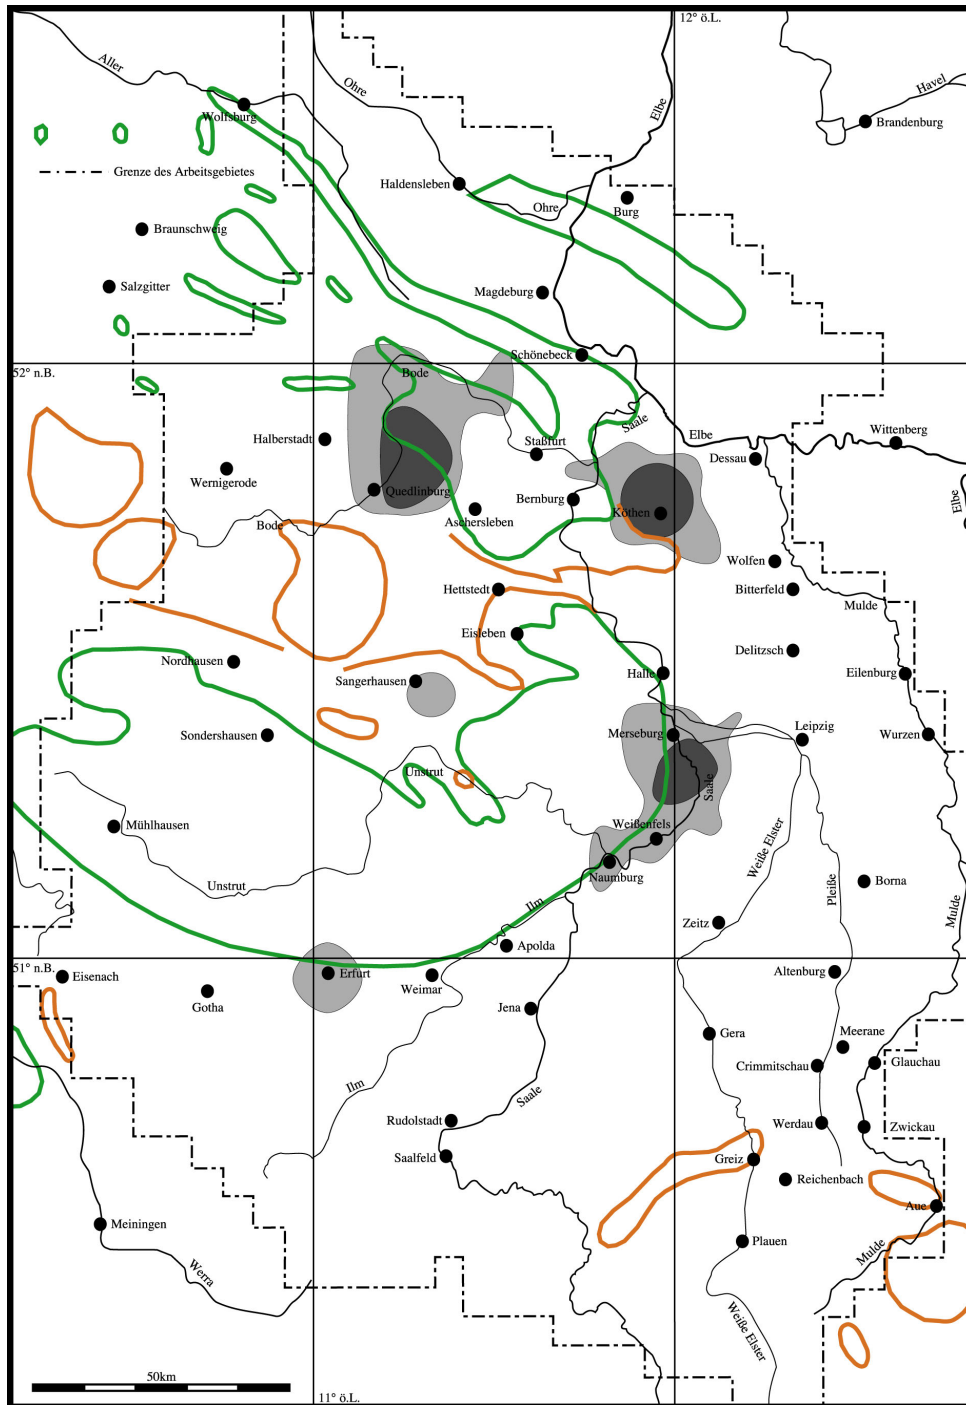 12° ö.L.
Aller
Ohre
Elbe
Havel
Wolfsburg
Brandenburg
Grenze des Arbeitsgebietes
Haldensleben
Ohre
Burg
Braunschweig
Salzgitter
Magdeburg
Schönebeck
52° n.B.
Bode
Saale
Elbe
Wittenberg
Halberstadt
Staßfurt
Dessau
Wernigerode
Quedlinburg
Bernburg
Elbe
Aschersleben
Köthen
Bode
Wolfen
Hettstedt
Bitterfeld
Mulde
Eisleben
Delitzsch
Nordhausen
Halle
Eilenburg
Sangerhausen
Sondershausen
Merseburg
Leipzig
Wurzen
Unstrut
Saale
Mühlhausen
Weißenfels
Weiße Elster
Naumburg
Unstrut
Pleiße
Borna
Ilm
Mulde
Zeitz
Apolda
51° n.B.
Eisenach
Erfurt
Weimar
Altenburg
Gotha
Jena
Gera
Meerane
Crimmitschau
Glauchau
Ilm
Saale
Rudolstadt
Werdau
Zwickau
Saalfeld
Greiz
Reichenbach
Aue
Meiningen
Plauen
Mulde
Werra
Weiße Elster
50km
11° ö.L.